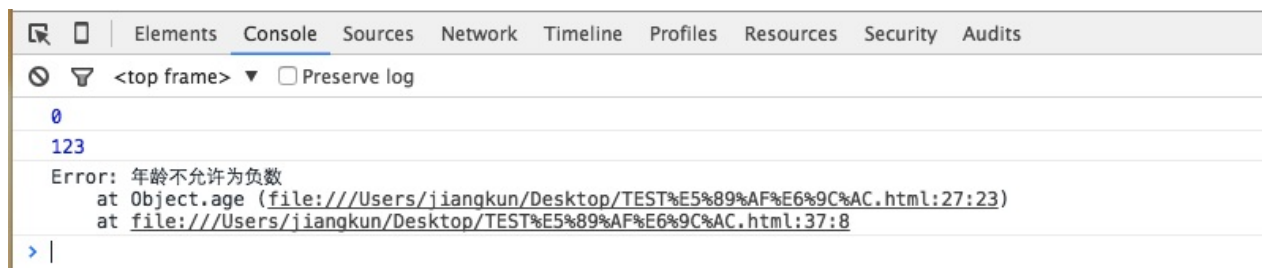 Elements Console Sources Network Timeline Profiles Resources Security Audits
<top frame> ▼ Preserve log
0
123
Error: 年龄不允许为负数
at Object.age (file:///Users/jiangkun/Desktop/TEST%E5%89%AF%E6%9C%AC.html:27:23)
at file:///Users/jiangkun/Desktop/TEST%E5%89%AF%E6%9C%AC.html:37:8
>